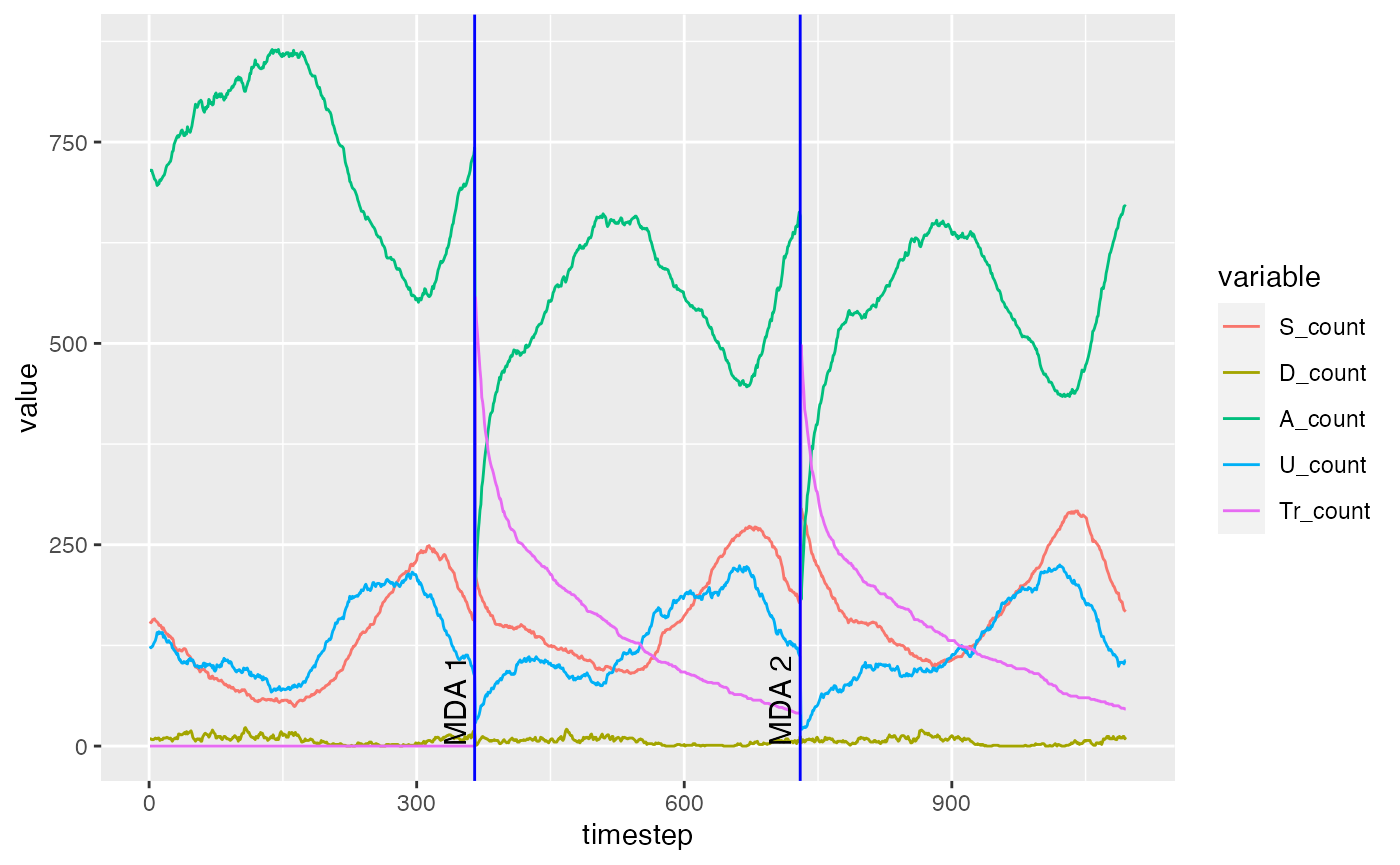 value
750
500
250
0
0
300
600
900
timestep
MDA 1
MDA 2
variable
S_count
D_count
A_count
U_count
Tr_count